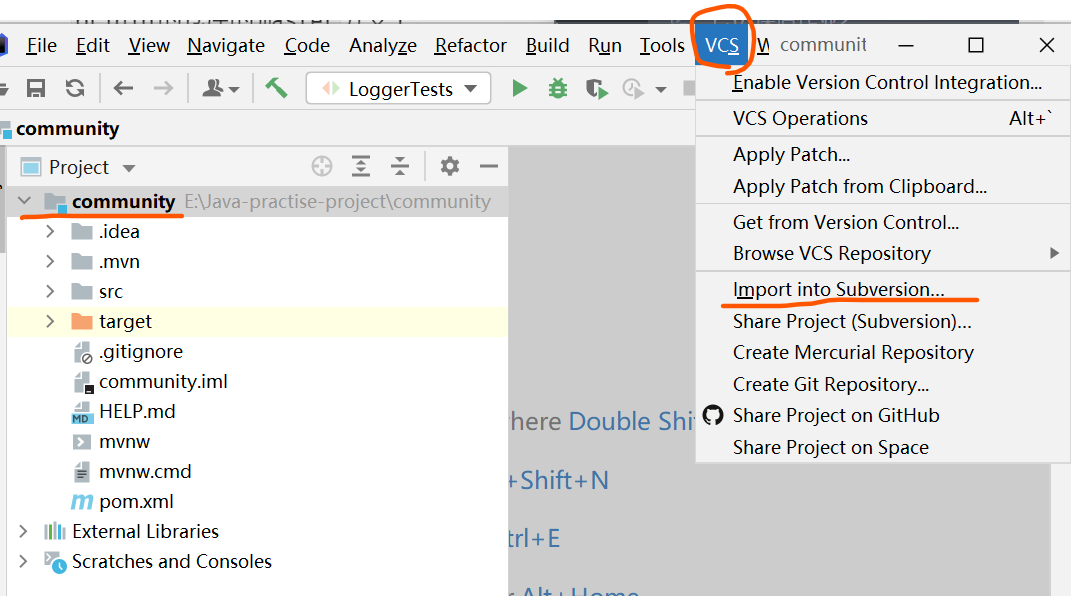 File Edit View Navigate Code Analyze Refactor Build Run Tools VCS W communit
LoggerTests
community
Project
community E:\Java-practise-project\community
.idea
.mvn
src
target
.gitignore
community.iml
HELP.md
mvnw
mvnw.cmd
pom.xml
External Libraries
Scratches and Consoles
Enable Version Control Integration...
VCS Operations Alt+`
Apply Patch...
Apply Patch from Clipboard...
Get from Version Control...
Browse VCS Repository
Import into Subversion...
Share Project (Subversion)...
Create Mercurial Repository
Create Git Repository...
Share Project on GitHub
Share Project on Space
here Double Shi
+Shift+N
trl+E
Alt+Home